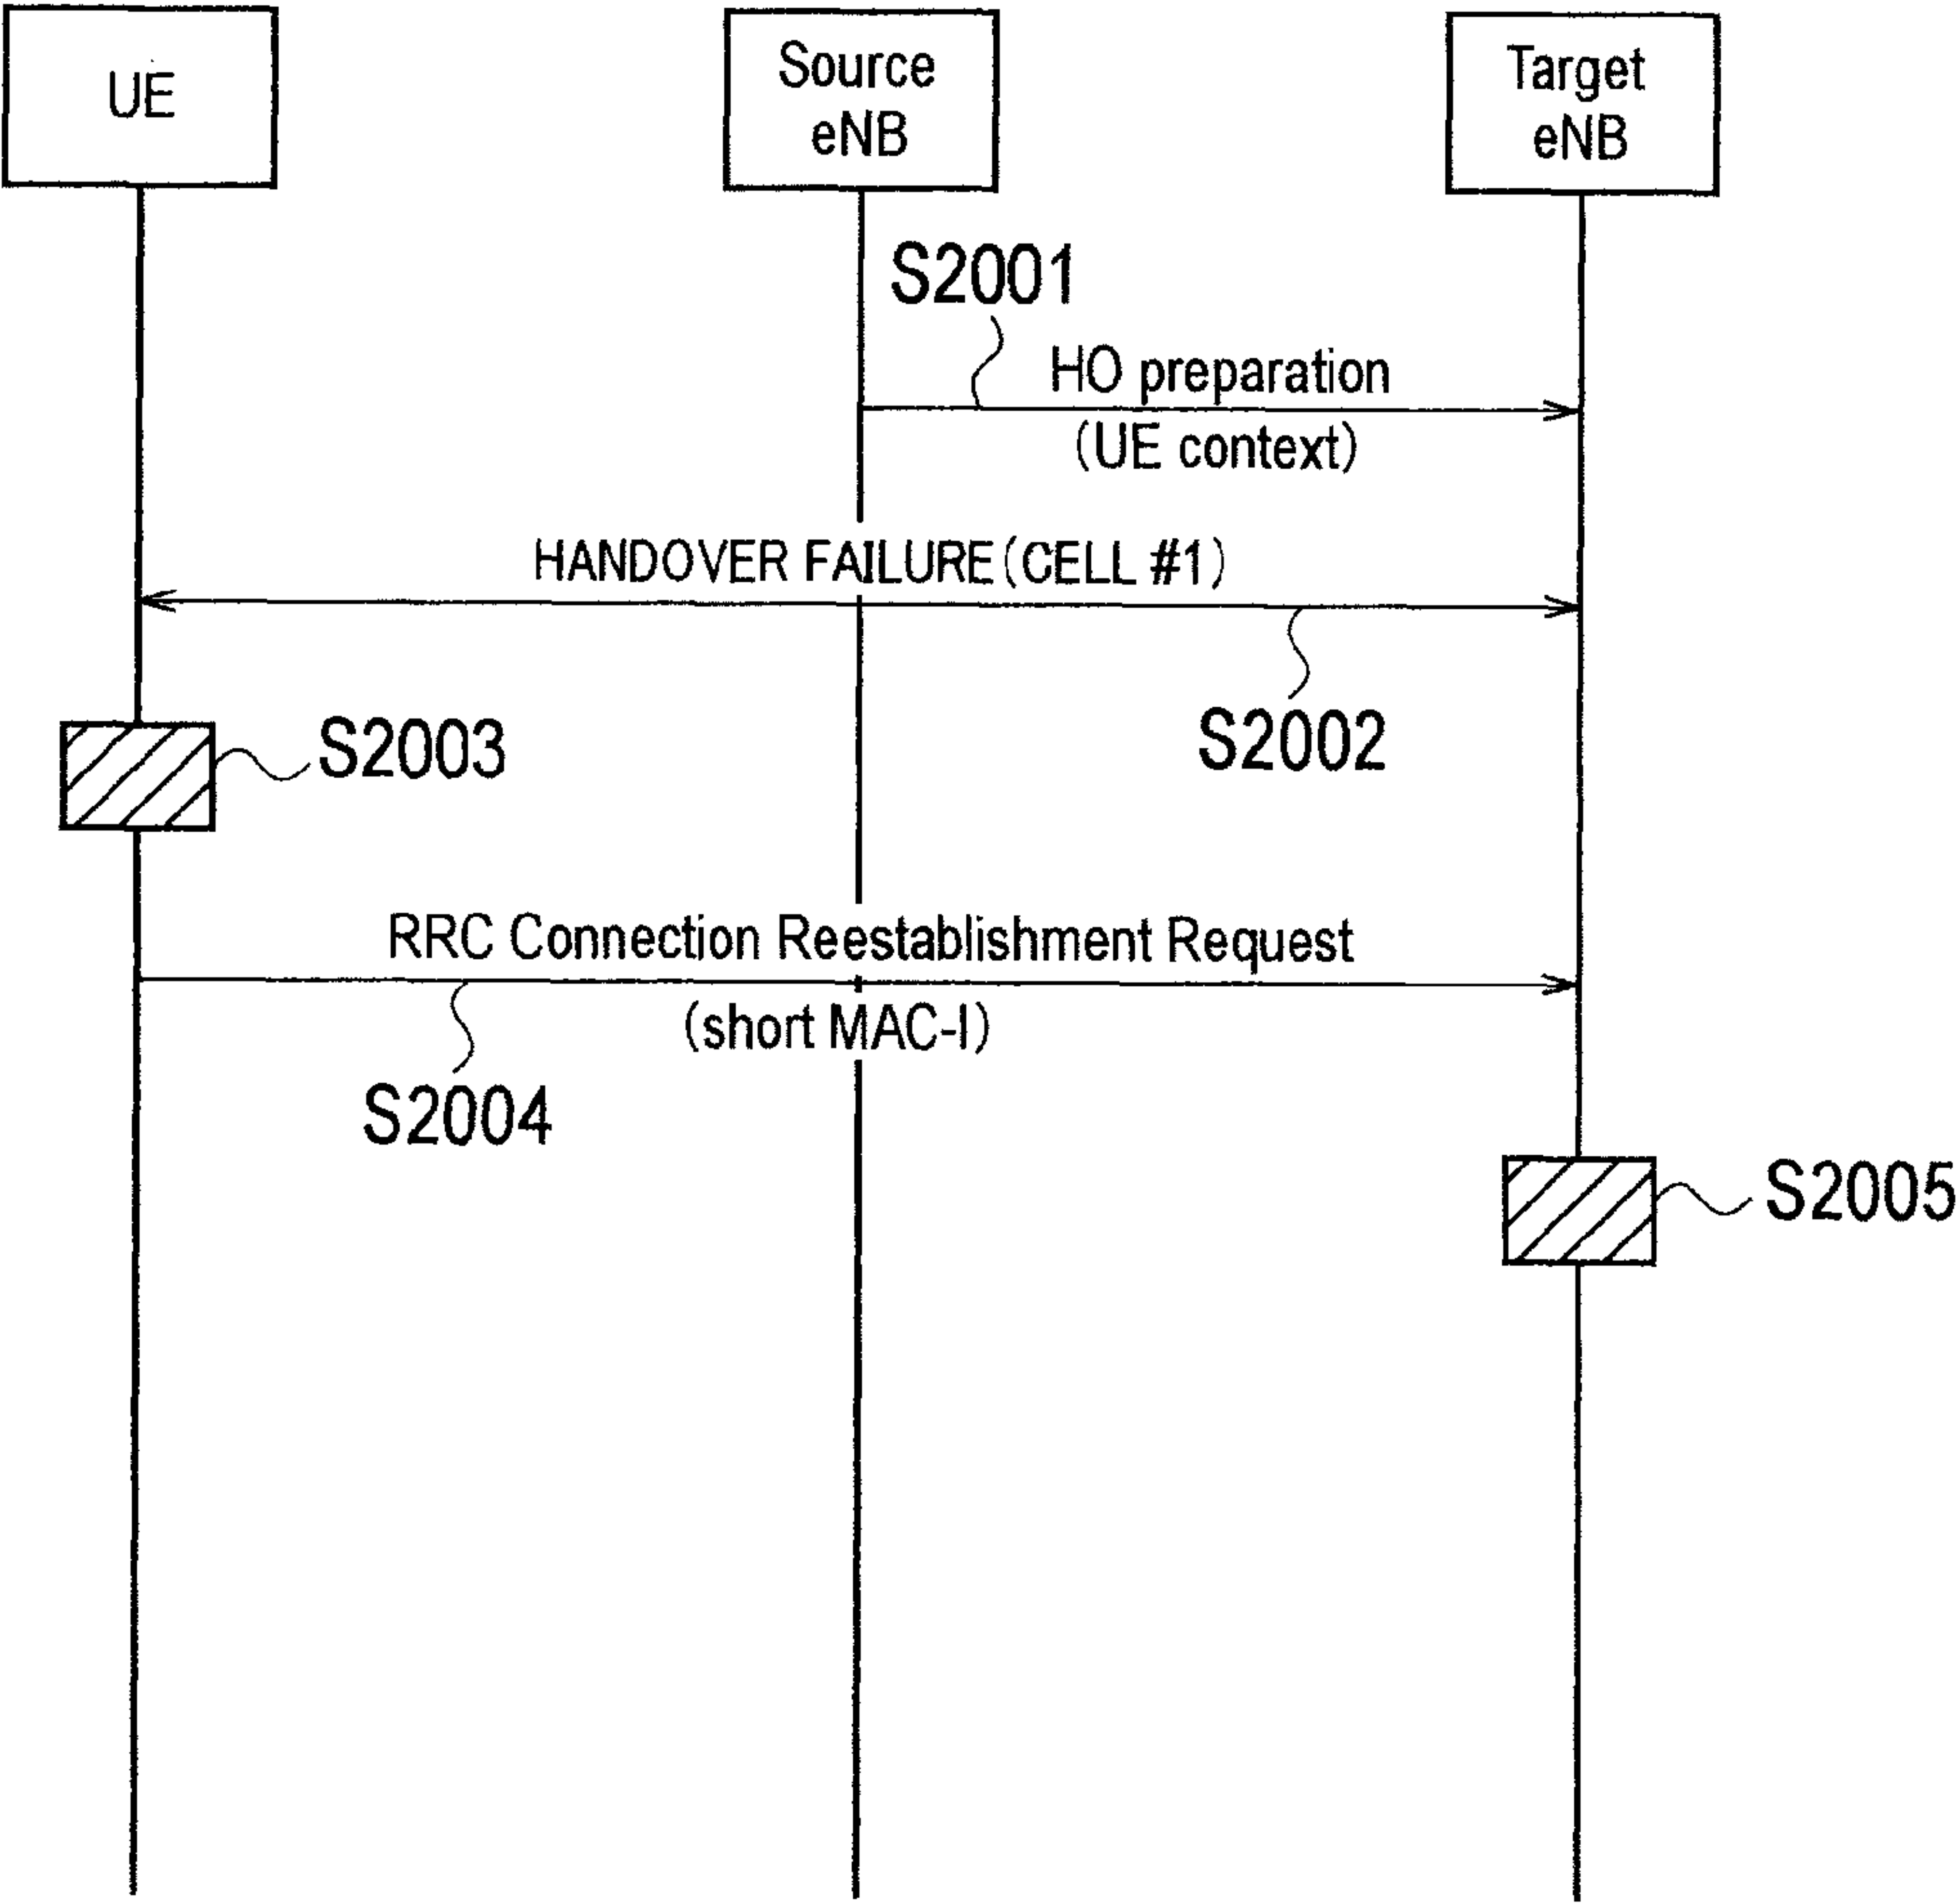 UE
Source
eNB
Target
eNB
S2001
HO preparation
(UE context)
HANDOVER FAILURE(CELL #1)
S2002
S2003
RRC Connection Reestablishment Request
(short MAC-I)
S2004
S2005